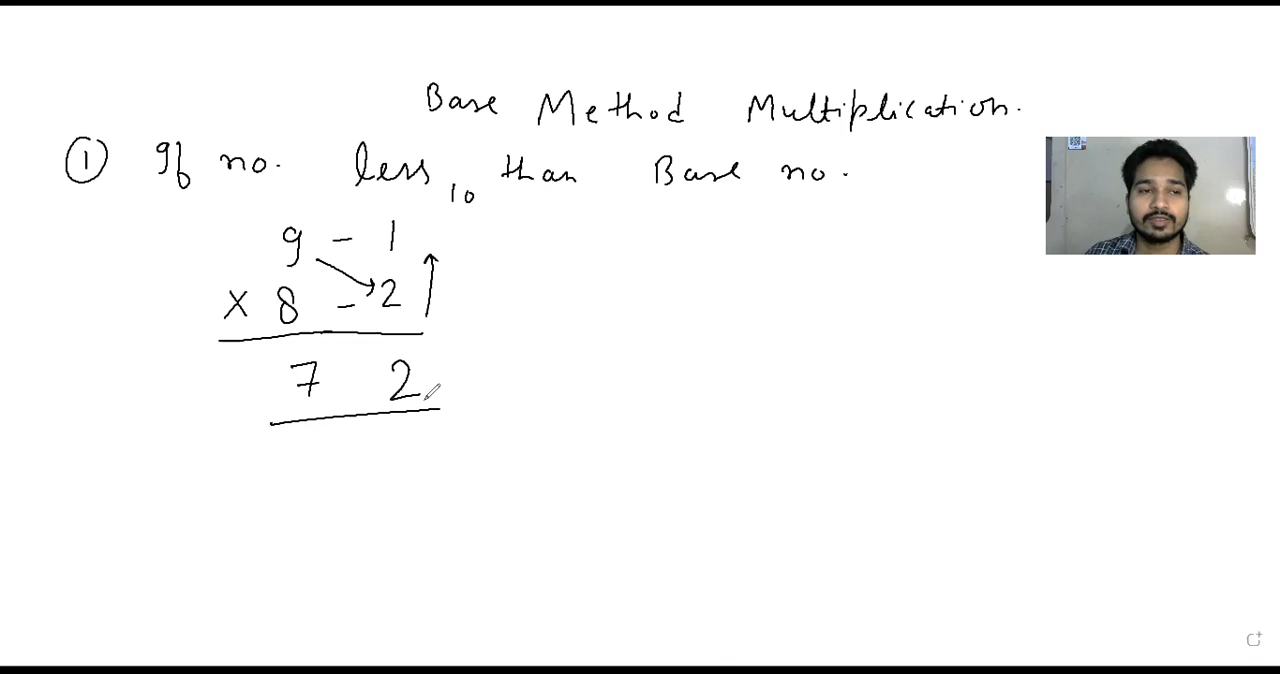 Base Method Multiplication.
① If no. less than Base no.
10
9 - 1
× 8 - 2
7 2